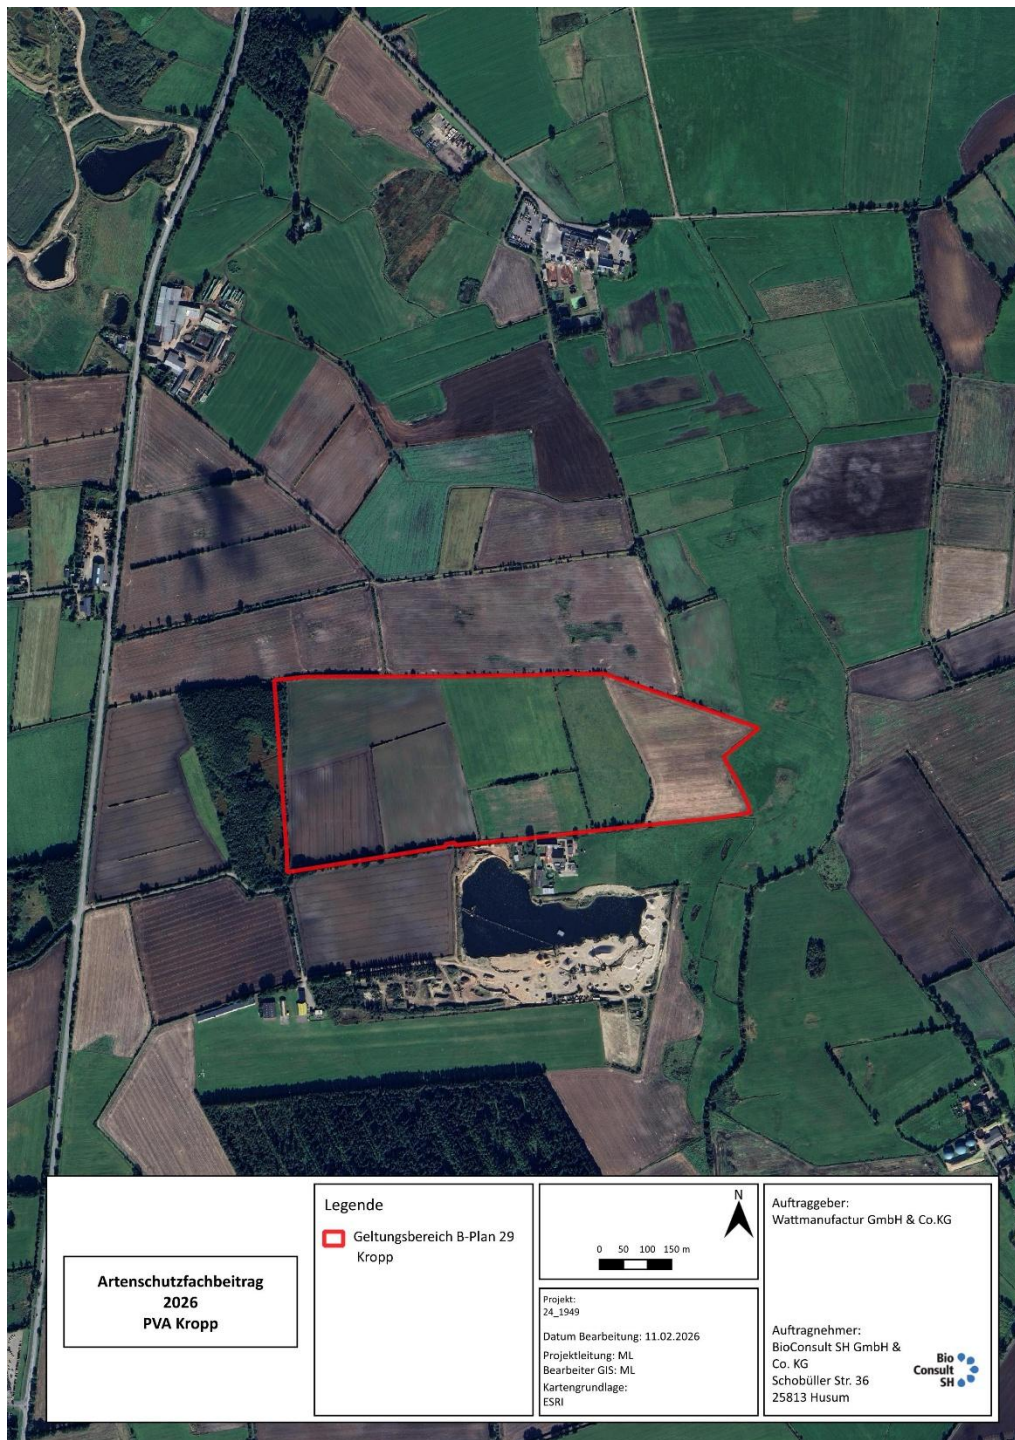 Artenschutzfachbeitrag
2026
PVA Kropp
Legende
Geltungsbereich B-Plan 29
Kropp
N
0 50 100 150 m
Projekt:
24_1949
Datum Bearbeitung: 11.02.2026
Projektleitung: ML
Bearbeiter GIS: ML
Kartengrundlage:
ESRI
Auftraggeber:
Wattmanufactur GmbH & Co.KG
Auftragnehmer:
BioConsult SH GmbH &
Co. KG
Schobüller Str. 36
25813 Husum
Bio
Consult
SH